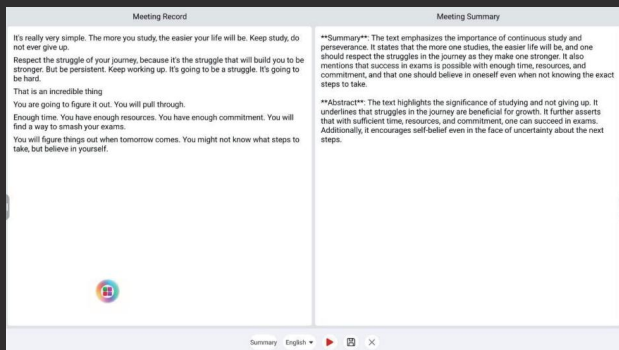 Meeting Record
It's really very simple. The more you study, the easier your life will be. Keep study, do
not ever give up.
Respect the struggle of your journey, because it's the struggle that will build you to be
stronger. But be persistent. Keep working up. It's going to be a struggle. It's going to
be hard.
That is an incredible thing
You are going to figure it out. You will pull through.
Enough time. You have enough resources. You have enough commitment. You will
find a way to smash your exams.
You will figure things out when tomorrow comes. You might not know what steps to
take, but believe in yourself.
Meeting Summary
**Summary**: The text emphasizes the importance of continuous study and
perseverance. It states that the more one studies, the easier life will be, and one
should respect the struggles in the journey as they make one stronger. It also
mentions that success in exams is possible with enough time, resources, and
commitment, and that one should believe in oneself even when not knowing the exact
steps to take.
**Abstract**: The text highlights the significance of studying and not giving up. It
underlines that struggles in the journey are beneficial for growth. It further asserts
that with sufficient time, resources, and commitment, one can succeed in exams.
Additionally, it encourages self-belief even in the face of uncertainty about the next
steps.
Summary English